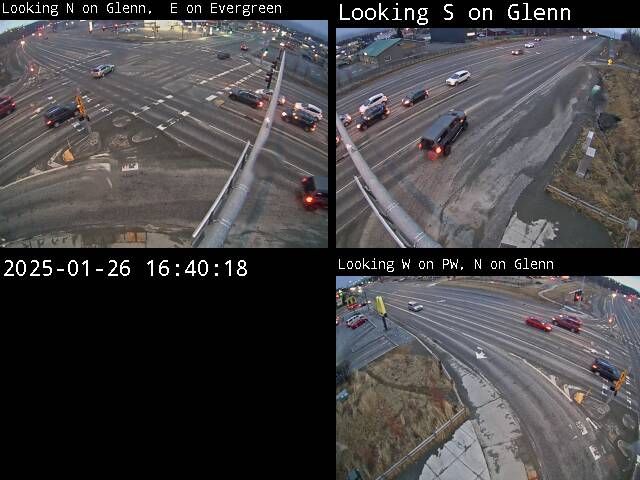 Looking N on Glenn,  E on Evergreen
Looking S on Glenn
2025-01-26 16:40:18
Looking W on PW, N on Glenn